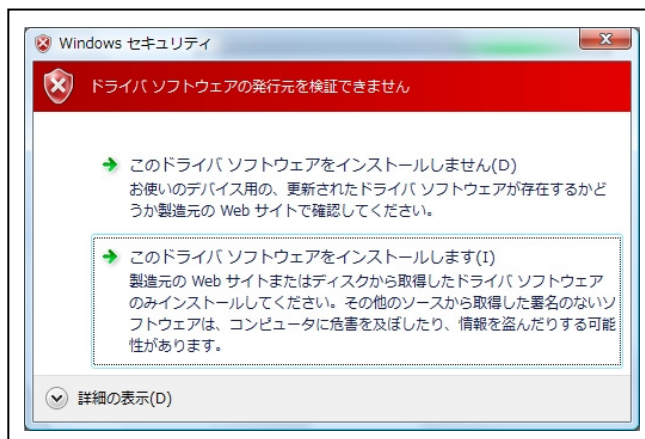 Windows セキュリティ
ドライバ ソフトウェアの発行元を検証できません
このドライバ ソフトウェアをインストールしません(D)
お使いのデバイス用の、更新されたドライバ ソフトウェアが存在するかど
うか製造元の Web サイトで確認してください。
このドライバ ソフトウェアをインストールします(I)
製造元の Web サイトまたはディスクから取得したドライバ ソフトウェア
のみインストールしてください。その他のソースから取得した署名のないソ
フトウェアは、コンピュータに危害を及ぼしたり、情報を盗んだりする可能
性があります。
詳細の表示(D)